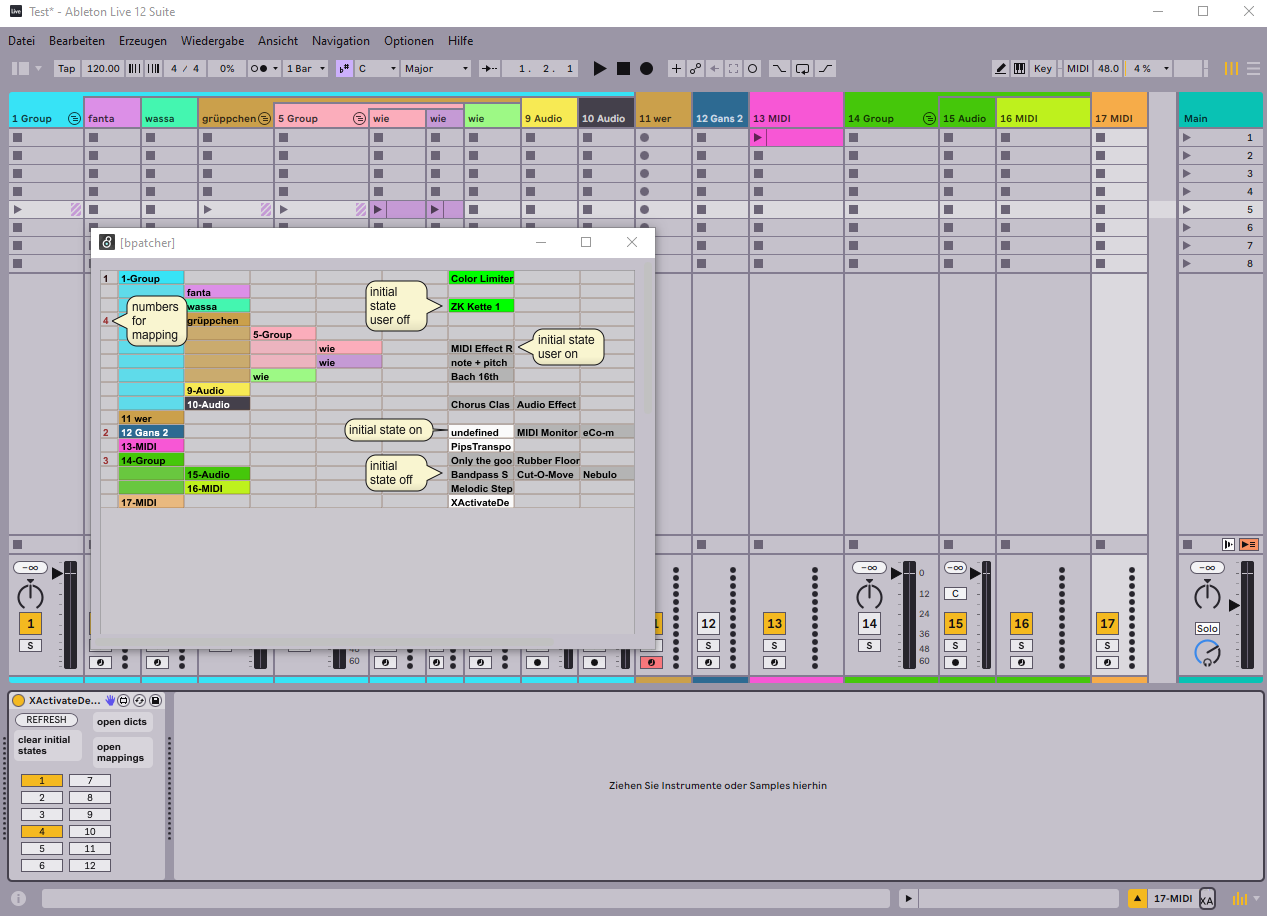 Live Test* - Ableton Live 12 Suite
Datei Bearbeiten Erzeugen Wiedergabe Ansicht Navigation Optionen Hilfe
Tap 120.00 4 / 4 0% 1 Bar C Major 1. 2. 1 Key MIDI 48.0 4 %
1 Group fanta wassa grüppchen 5 Group wie wie wie 9 Audio 10 Audio 11 wer 12 Gans 2 13 MIDI 14 Group 15 Audio 16 MIDI 17 MIDI Main
1
2
3
4
5
6
7
8
[bpatcher]
1 1-Group Color Limiter
fanta
wassa ZK Kette 1
4 grüppchen
5-Group
wie MIDI Effect R
wie note + pitch
wie Bach 16th
9-Audio
10-Audio Chorus Clas Audio Effect
11 wer
2 12 Gans 2 undefined MIDI Monitor eCo-m
13-MIDI PipsTranspo
3 14-Group Only the goo Rubber Floor
15-Audio Bandpass S Cut-O-Move Nebulo
16-MIDI Melodic Step
17-MIDI XActivateDe
numbers
for
mapping
initial
state
user off
initial state
user on
initial state on
initial
state off
-∞ -∞ -∞ -∞
0
12
24
36
48
60
C
1 12 13 14 15 16 17 Solo
S S S S S S S
48
60
XActivateDe...
REFRESH open dicts
clear initial
states
open
mappings
1 7
2 8
3 9
4 10
5 11
6 12
Ziehen Sie Instrumente oder Samples hierhin
17-MIDI XA